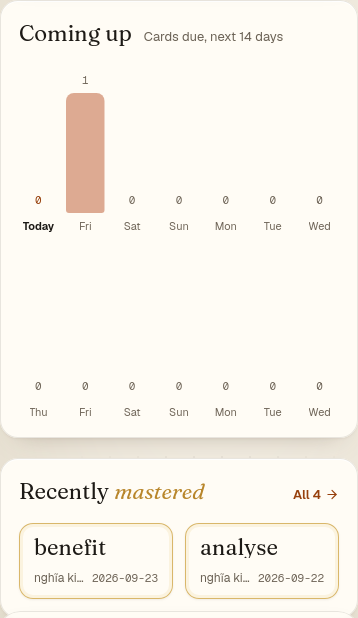 Coming up Cards due, next 14 days
1
0 0 0 0 0 0
Today Fri Sat Sun Mon Tue Wed
0 0 0 0 0 0 0
Thu Fri Sat Sun Mon Tue Wed
Recently mastered All 4 →
benefit analyse
nghĩa ki... 2026-09-23 nghĩa ki... 2026-09-22